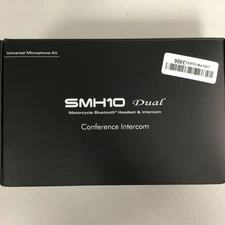 Universal Microphone Kit
SMH10 Dual
Motorcycle Bluetooth® Headset & Intercom
Conference Intercom